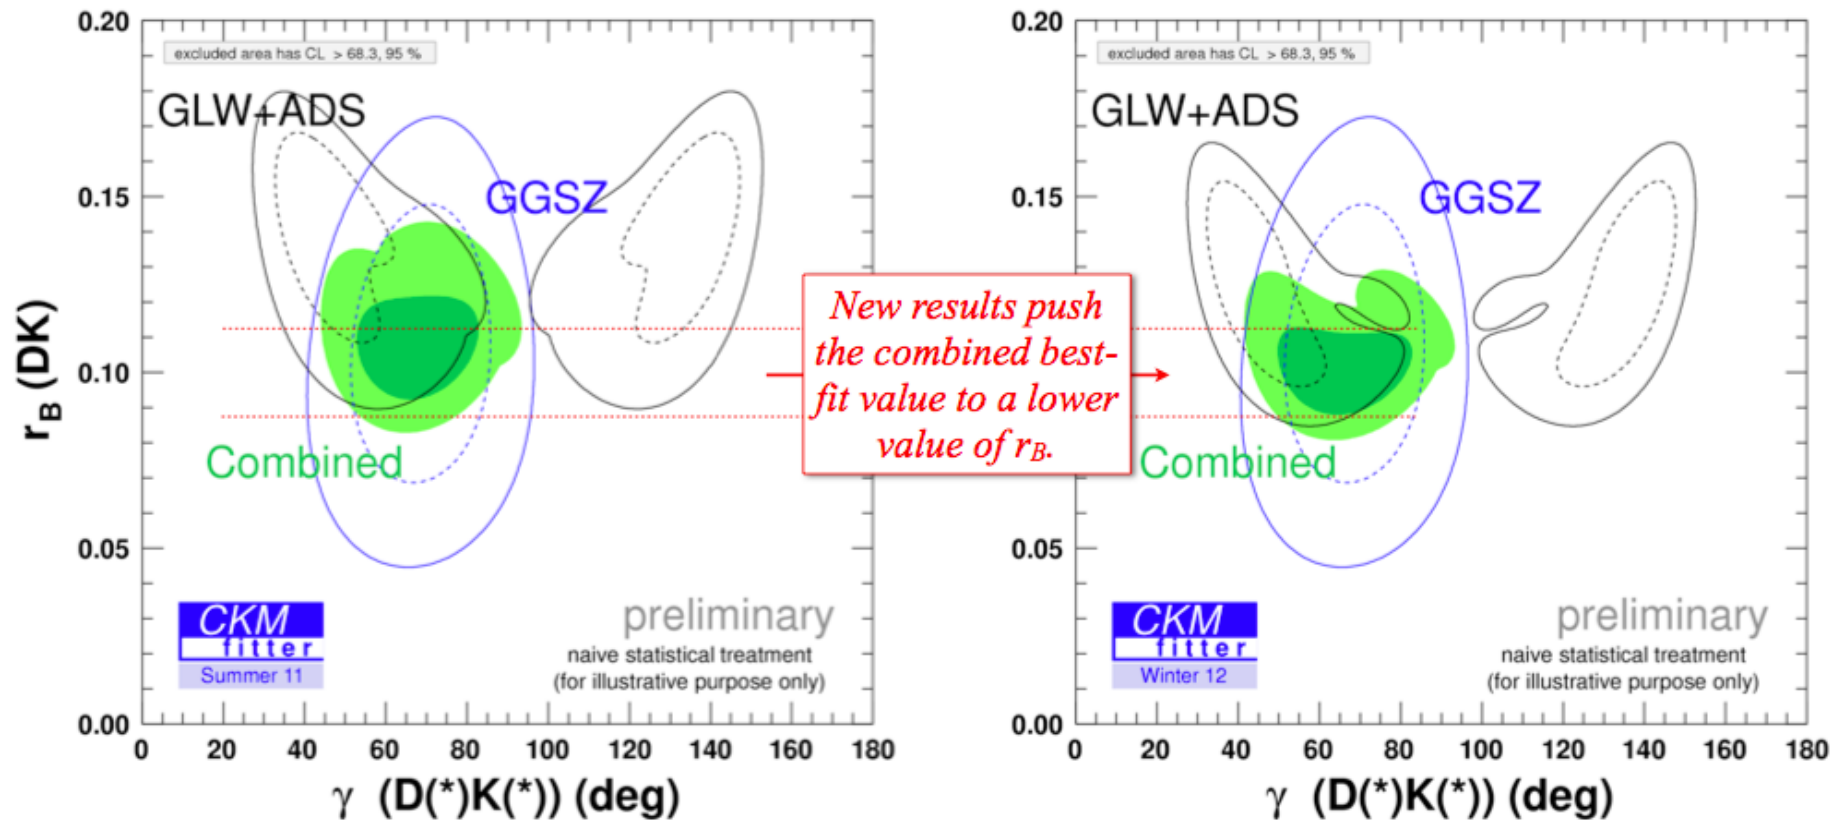 0.20
0.15
0.10
0.05
0.00
r_B (DK)
excluded area has CL > 68.3, 95 %
GLW+ADS
GGSZ
Combined
CKM
fitter
Summer 11
preliminary
naive statistical treatment
(for illustrative purpose only)
0 20 40 60 80 100 120 140 160 180
γ (D(*)K(*)) (deg)
New results push
the combined best-
fit value to a lower
value of r_B.
0.20
0.15
0.10
0.05
0.00
excluded area has CL > 68.3, 95 %
GLW+ADS
GGSZ
Combined
CKM
fitter
Winter 12
preliminary
naive statistical treatment
(for illustrative purpose only)
0 20 40 60 80 100 120 140 160 180
γ (D(*)K(*)) (deg)